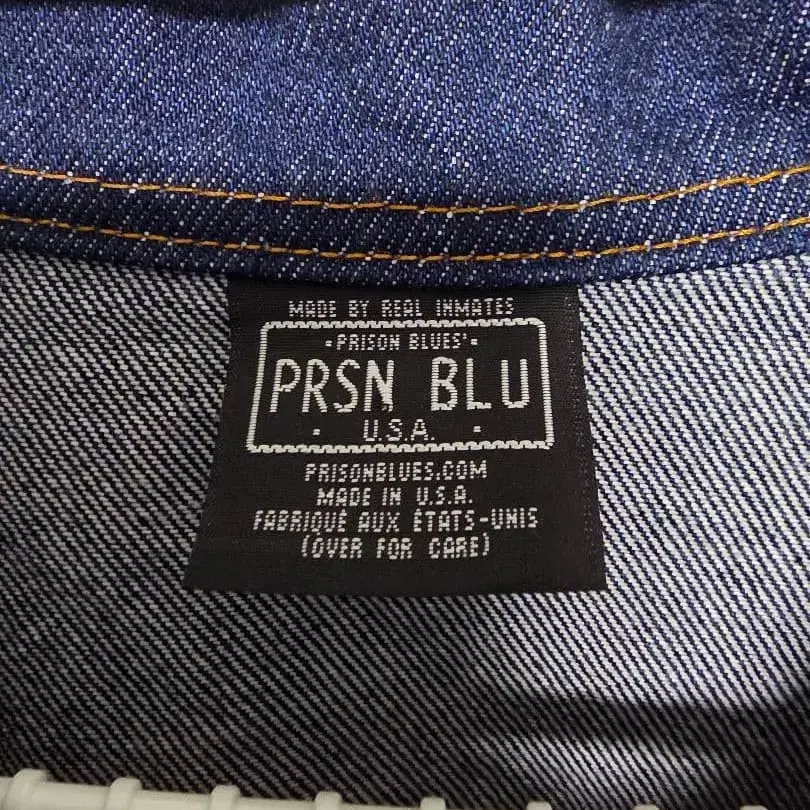 MADE BY REAL INMATES
• PRISON BLUES' •
PRSN BLU
• U.S.A. •
PRISONBLUES.COM
MADE IN U.S.A.
FABRIQUÉ AUX ÉTATS-UNIS
(OVER FOR CARE)